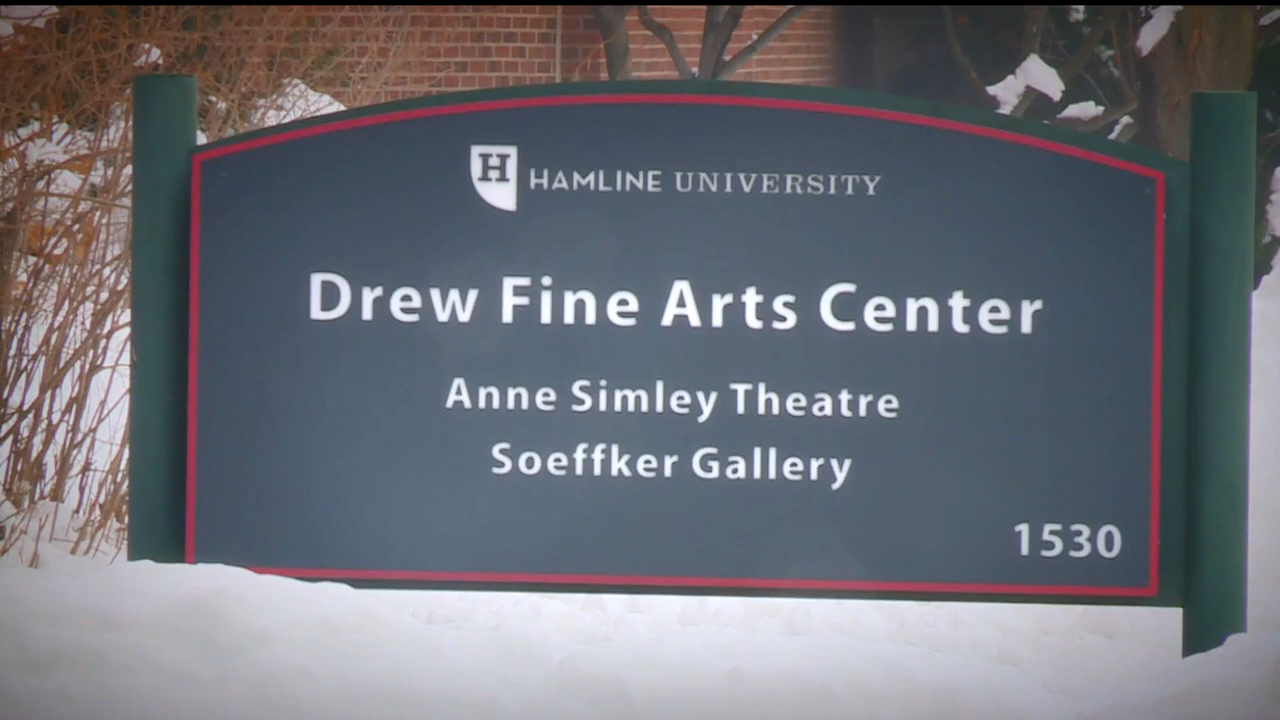 H HAMLINE UNIVERSITY
Drew Fine Arts Center
Anne Simley Theatre
Soeffker Gallery
1530